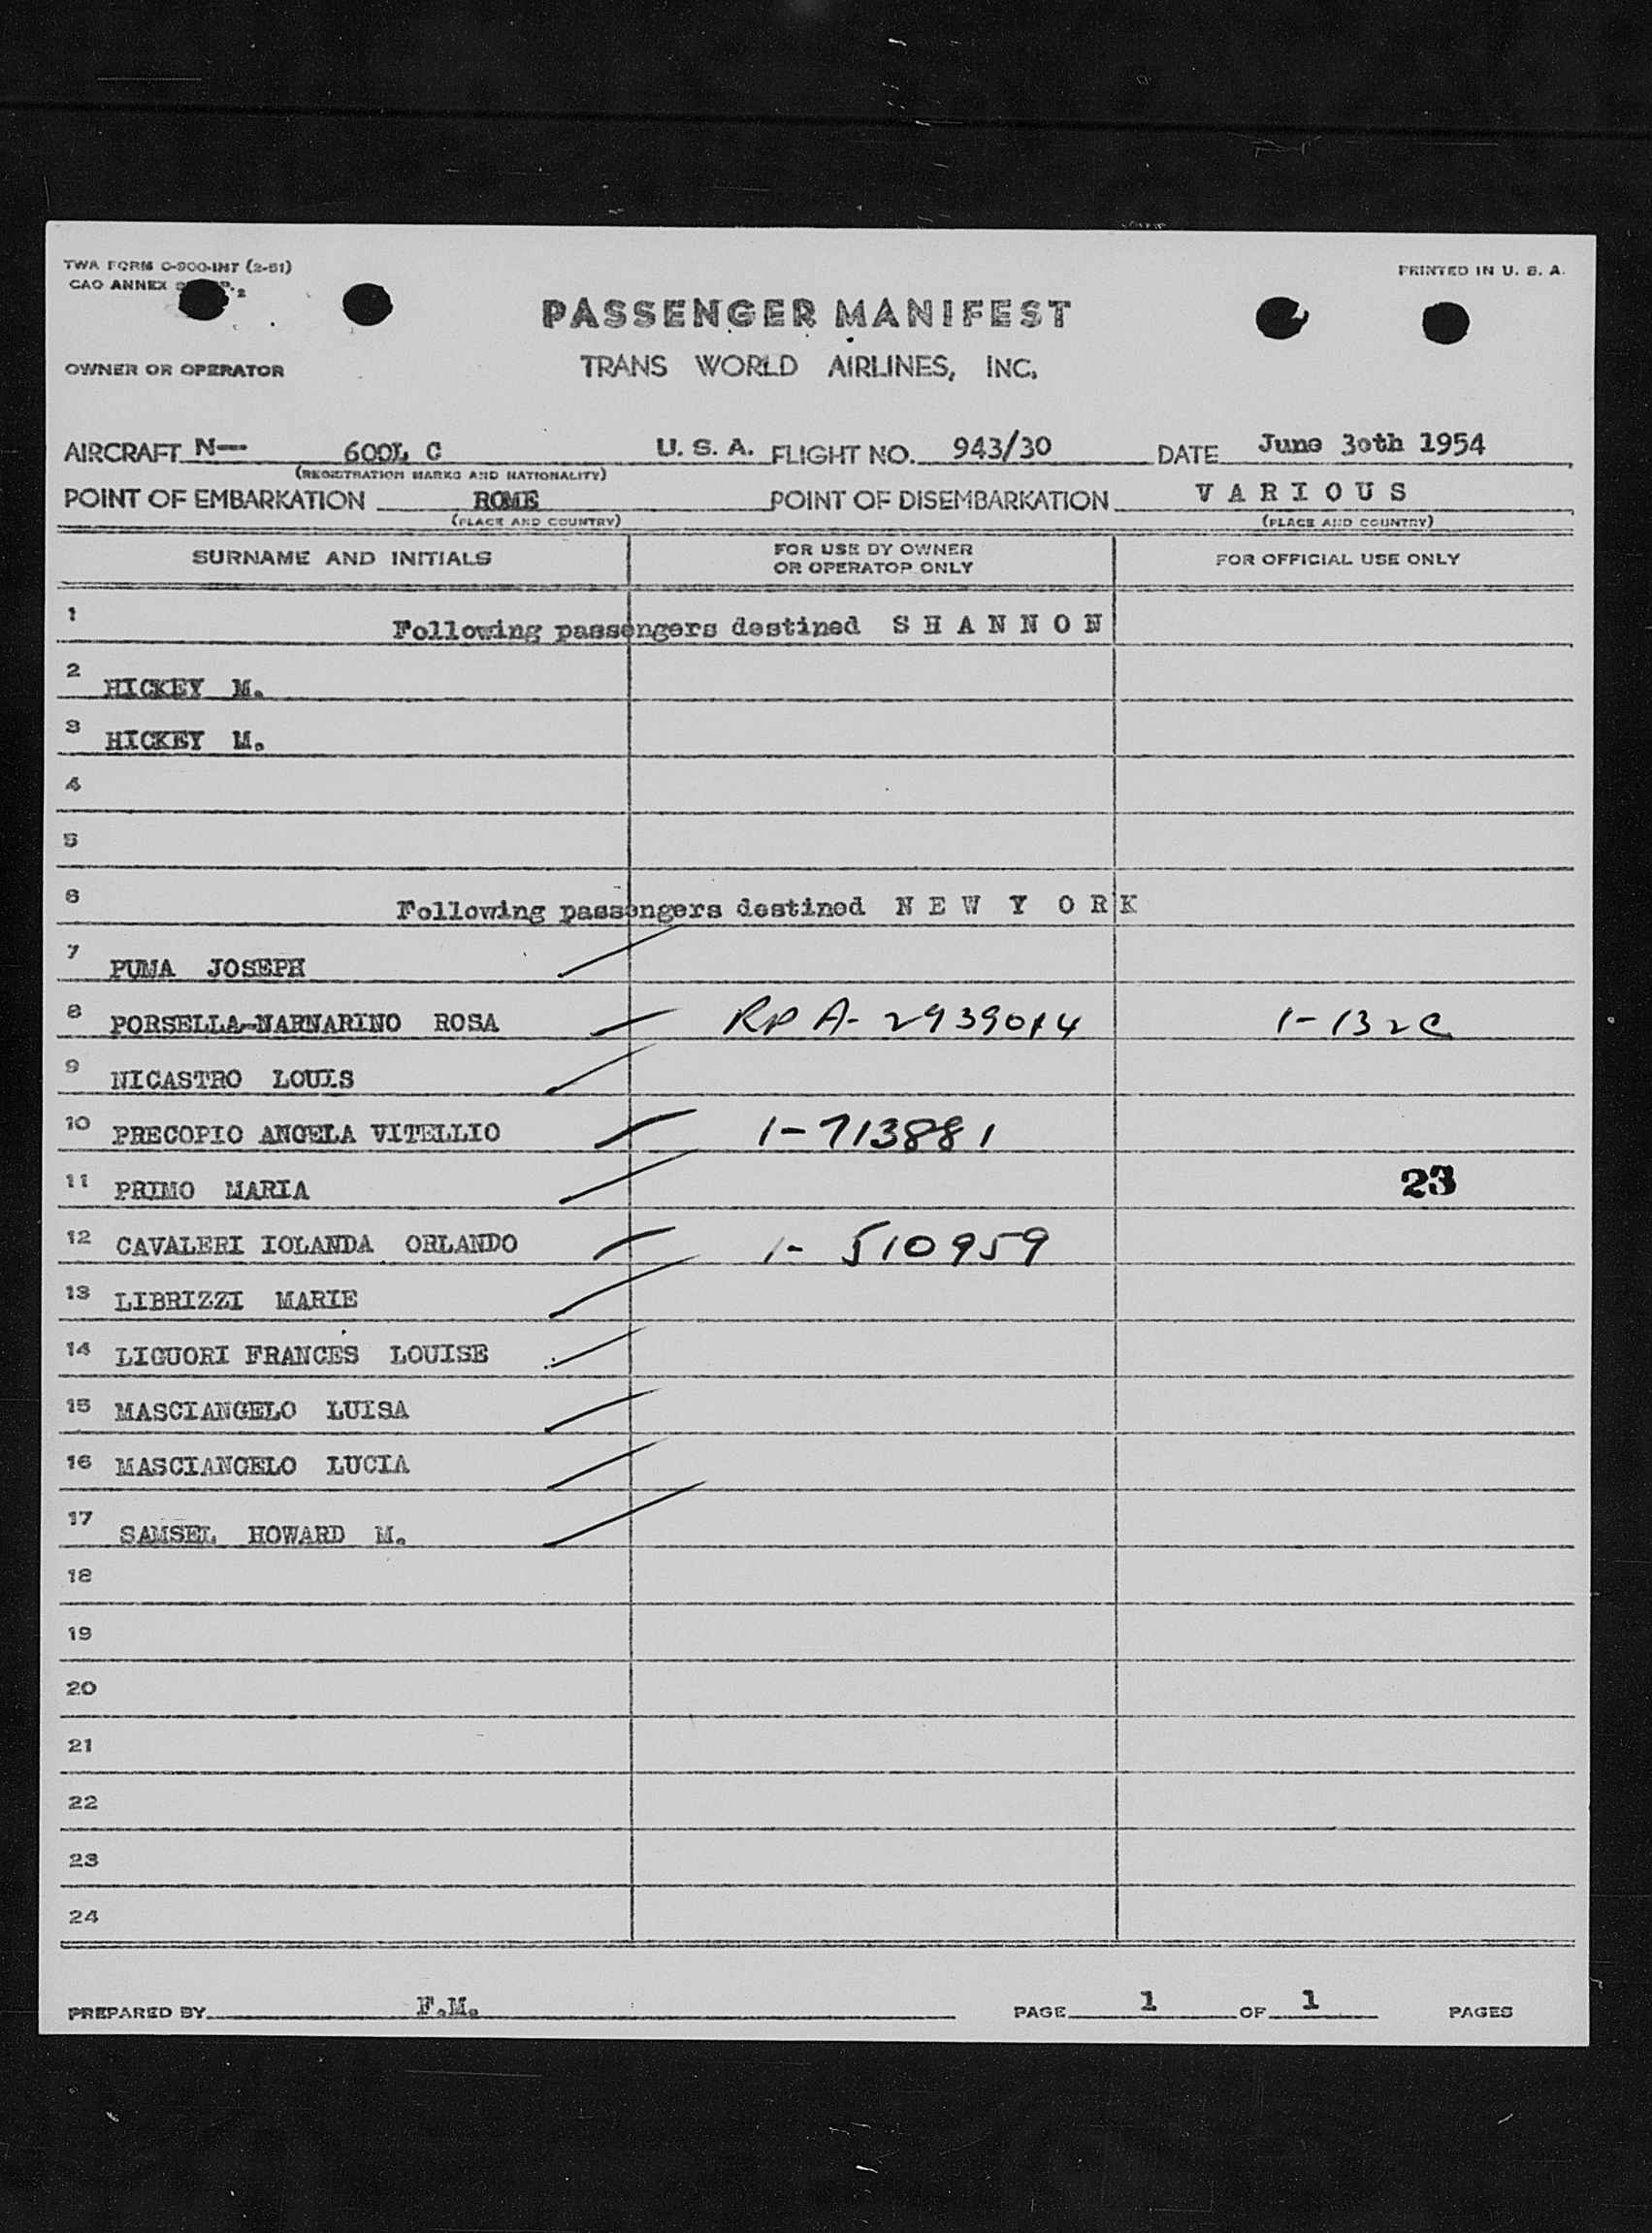 TWA FORM C-900-INT (2-51)
PRINTED IN U. S. A.
CAO ANNEX
PASSENGER MANIFEST
OWNER OR OPERATOR
TRANS WORLD AIRLINES, INC.
AIRCRAFT N— 600L C U. S. A. FLIGHT NO. 943/30 DATE June 30th 1954
(REGISTRATION MARKS AND NATIONALITY)
POINT OF EMBARKATION ROME POINT OF DISEMBARKATION V A R I O U S
(PLACE AND COUNTRY) (PLACE AND COUNTRY)
SURNAME AND INITIALS FOR USE BY OWNER OR OPERATOR ONLY FOR OFFICIAL USE ONLY
1 Following passengers destined S H A N N O N
2 HICKEY M.
3 HICKEY M.
4
5
6 Following passengers destined N E W Y O R K
7 PUMA JOSEPH
8 PORSELLA-NARNARINO ROSA RP A-2939014 1-132C
9 NICASTRO LOUIS
10 PRECOPIO ANGELA VITELLIO 1-713881
11 PRIMO MARIA 23
12 CAVALERI IOLANDA ORLANDO 1-510959
13 LIBRIZZI MARIE
14 LIGUORI FRANCES LOUISE
15 MASCIANGELO LUISA
16 MASCIANGELO LUCIA
17 SAMSEL HOWARD M.
18
19
20
21
22
23
24
PREPARED BY F.M. PAGE 1 OF 1 PAGES